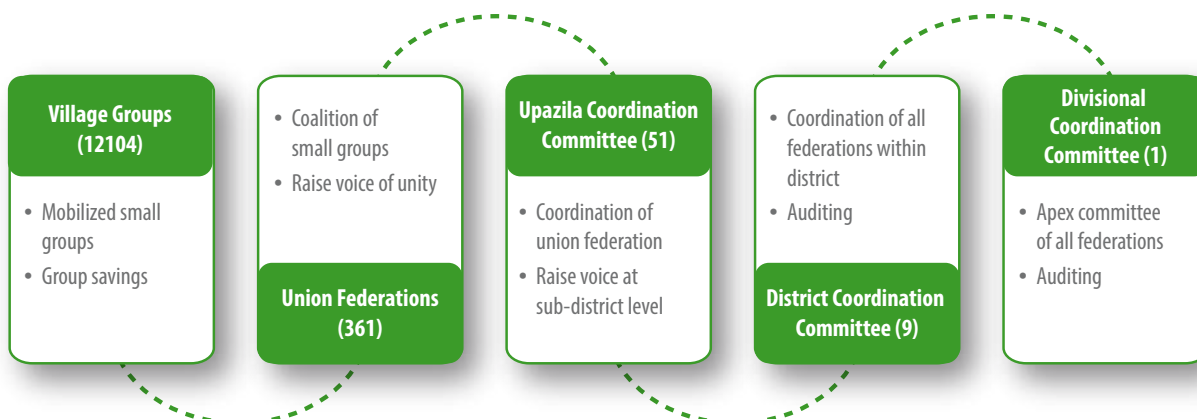 Village Groups
(12104)
• Mobilized small
groups
• Group savings
• Coalition of
small groups
• Raise voice of unity
Union Federations
(361)
Upazila Coordination
Committee (51)
• Coordination of
union federation
• Raise voice at
sub-district level
• Coordination of all
federations within
district
• Auditing
District Coordination
Committee (9)
Divisional
Coordination
Committee (1)
• Apex committee
of all federations
• Auditing